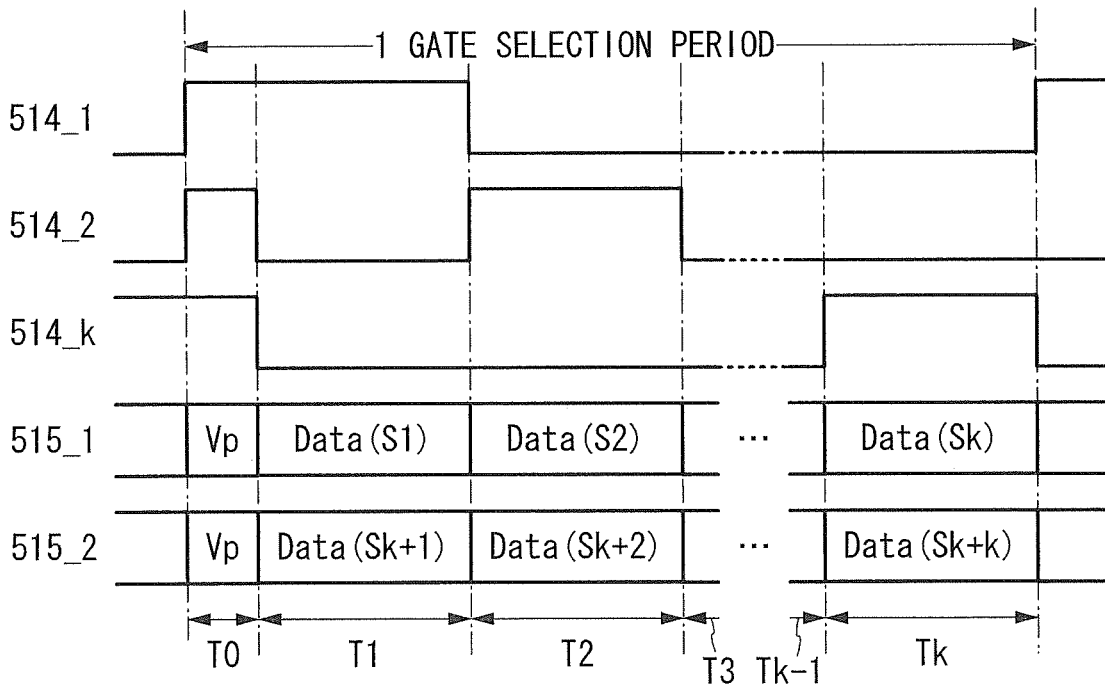 1 GATE SELECTION PERIOD
514_1
514_2
514_k
515_1 Vp Data(S1) Data(S2) ... Data(Sk)
515_2 Vp Data(Sk+1) Data(Sk+2) ... Data(Sk+k)
T0 T1 T2 T3 Tk-1 Tk